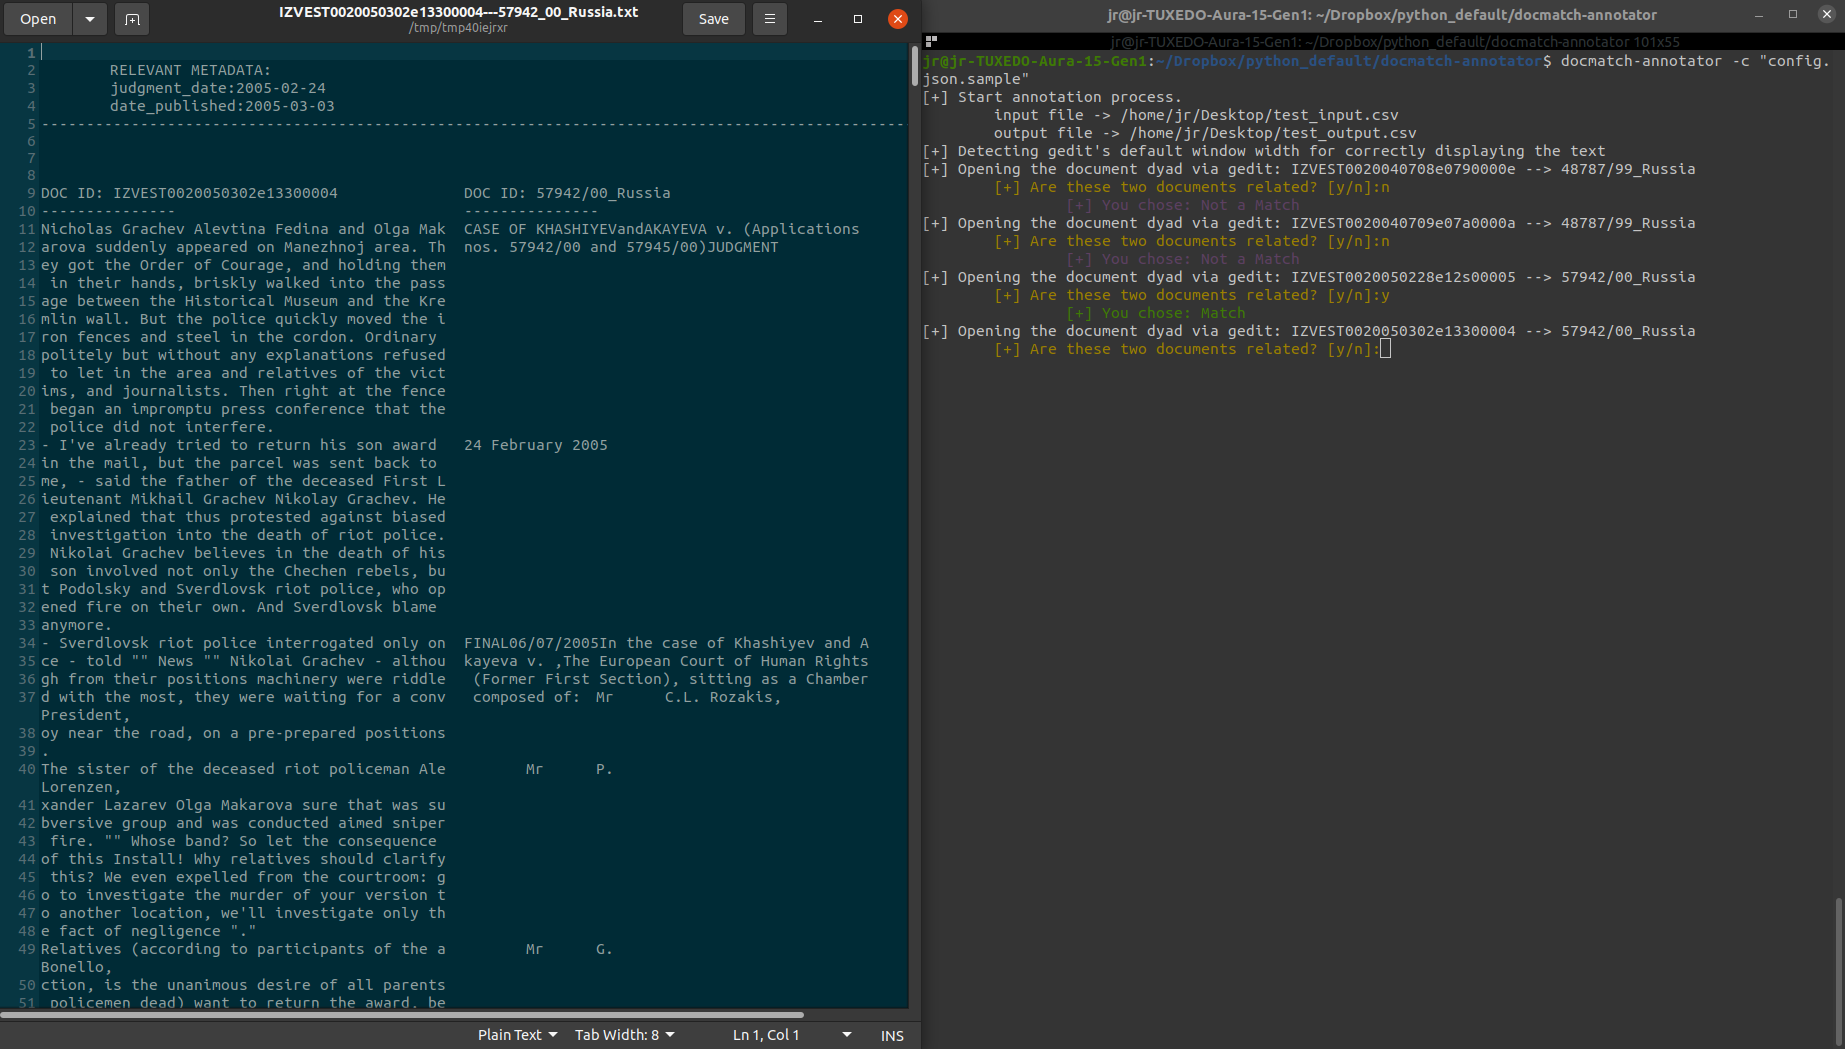 Open
IZVEST0020050302e13300004---57942_00_Russia.txt
/tmp/tmp40iejrxr
Save
1
2 RELEVANT METADATA:
3 judgment_date:2005-02-24
4 date_published:2005-03-03
5 ------------------------------------------------------------------------------------------------
6
7
8
9 DOC ID: IZVEST0020050302e13300004 DOC ID: 57942/00_Russia
10 --------------- ---------------
11 Nicholas Grachev Alevtina Fedina and Olga Mak CASE OF KHASHIYEVandAKAYEVA v. (Applications
12 arova suddenly appeared on Manezhnoj area. Th nos. 57942/00 and 57945/00)JUDGMENT
13 ey got the Order of Courage, and holding them
14 in their hands, briskly walked into the pass
15 age between the Historical Museum and the Kre
16 mlin wall. But the police quickly moved the i
17 ron fences and steel in the cordon. Ordinary
18 politely but without any explanations refused
19 to let in the area and relatives of the vict
20 ims, and journalists. Then right at the fence
21 began an impromptu press conference that the
22 police did not interfere.
23 - I've already tried to return his son award 24 February 2005
24 in the mail, but the parcel was sent back to
25 me, - said the father of the deceased First L
26 ieutenant Mikhail Grachev Nikolay Grachev. He
27 explained that thus protested against biased
28 investigation into the death of riot police.
29 Nikolai Grachev believes in the death of his
30 son involved not only the Chechen rebels, bu
31 t Podolsky and Sverdlovsk riot police, who op
32 ened fire on their own. And Sverdlovsk blame
33 anymore.
34 - Sverdlovsk riot police interrogated only on FINAL06/07/2005In the case of Khashiyev and A
35 ce - told "" News "" Nikolai Grachev - althou kayeva v. ,The European Court of Human Rights
36 gh from their positions machinery were riddle (Former First Section), sitting as a Chamber
37 d with the most, they were waiting for a conv composed of: Mr C.L. Rozakis,
President,
38 oy near the road, on a pre-prepared positions
39 .
40 The sister of the deceased riot policeman Ale Mr P.
Lorenzen,
41 xander Lazarev Olga Makarova sure that was su
42 bversive group and was conducted aimed sniper
43 fire. "" Whose band? So let the consequence
44 of this Install! Why relatives should clarify
45 this? We even expelled from the courtroom: g
46 o to investigate the murder of your version t
47 o another location, we'll investigate only th
48 e fact of negligence "."
49 Relatives (according to participants of the a Mr G.
Bonello,
50 ction, is the unanimous desire of all parents
51 policemen dead) want to return the award, be
Plain Text Tab Width: 8 Ln 1, Col 1 INS
jr@jr-TUXEDO-Aura-15-Gen1: ~/Dropbox/python_default/docmatch-annotator
jr@jr-TUXEDO-Aura-15-Gen1: ~/Dropbox/python_default/docmatch-annotator 101x55
jr@jr-TUXEDO-Aura-15-Gen1:~/Dropbox/python_default/docmatch-annotator$ docmatch-annotator -c "config.
json.sample"
[+] Start annotation process.
input file -> /home/jr/Desktop/test_input.csv
output file -> /home/jr/Desktop/test_output.csv
[+] Detecting gedit's default window width for correctly displaying the text
[+] Opening the document dyad via gedit: IZVEST0020040708e0790000e --> 48787/99_Russia
[+] Are these two documents related? [y/n]:n
[+] You chose: Not a Match
[+] Opening the document dyad via gedit: IZVEST0020040709e07a0000a --> 48787/99_Russia
[+] Are these two documents related? [y/n]:n
[+] You chose: Not a Match
[+] Opening the document dyad via gedit: IZVEST0020050228e12s00005 --> 57942/00_Russia
[+] Are these two documents related? [y/n]:y
[+] You chose: Match
[+] Opening the document dyad via gedit: IZVEST0020050302e13300004 --> 57942/00_Russia
[+] Are these two documents related? [y/n]: